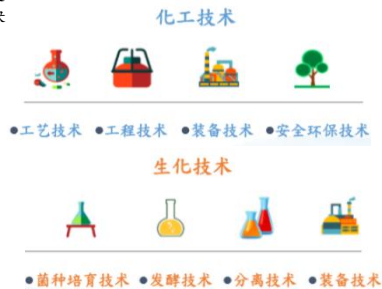 化工技术
●工艺技术 ●工程技术 ●装备技术 ●安全环保技术
生化技术
●菌种培育技术 ●发酵技术 ●分离技术 ●装备技术